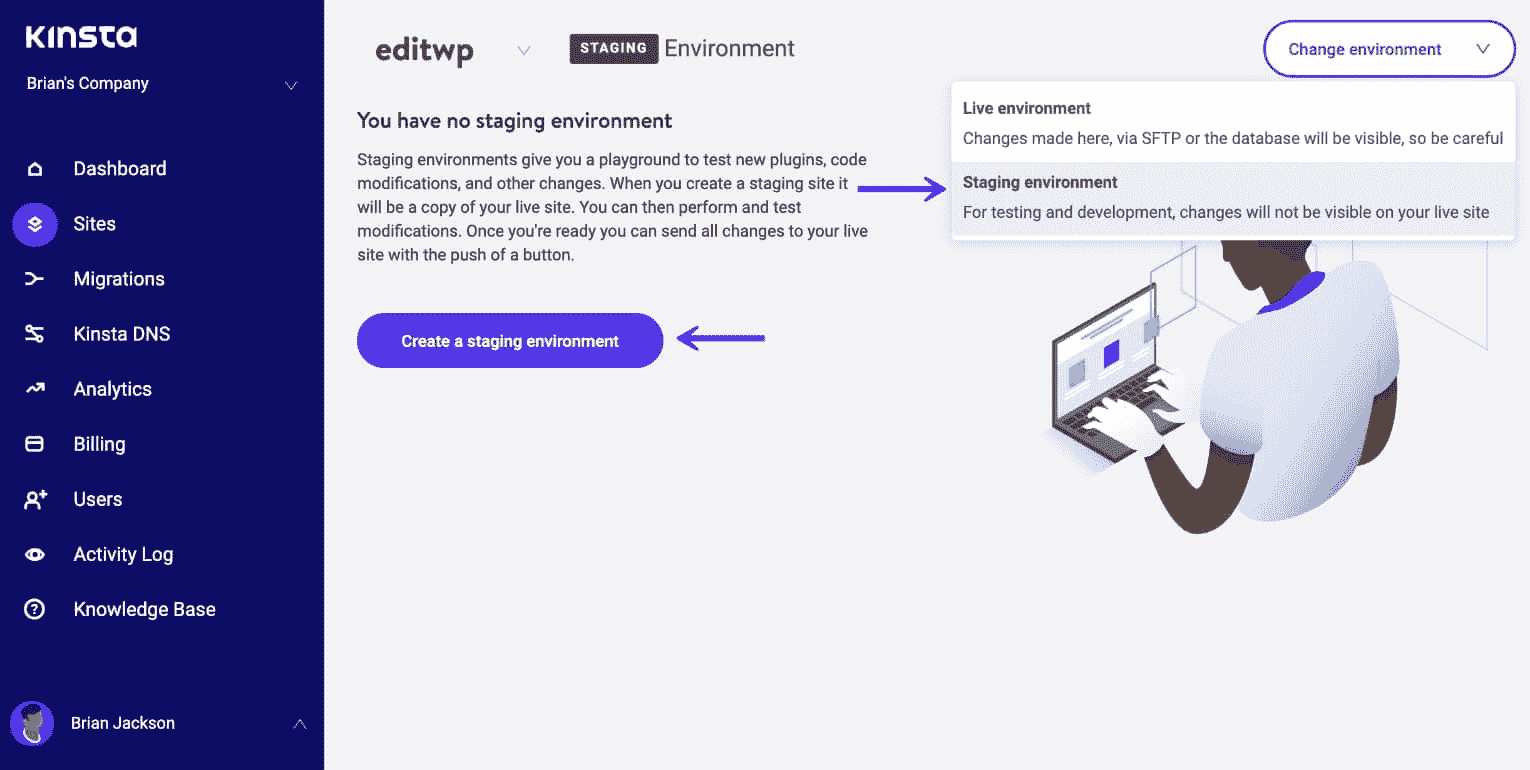 KINSTA
Brian's Company
Dashboard
Sites
Migrations
Kinsta DNS
Analytics
Billing
Users
Activity Log
Knowledge Base
Brian Jackson
editwp
STAGING Environment
Change environment
Live environment
Changes made here, via SFTP or the database will be visible, so be careful
Staging environment
For testing and development, changes will not be visible on your live site
You have no staging environment
Staging environments give you a playground to test new plugins, code
modifications, and other changes. When you create a staging site it
will be a copy of your live site. You can then perform and test
modifications. Once you're ready you can send all changes to your live
site with the push of a button.
Create a staging environment